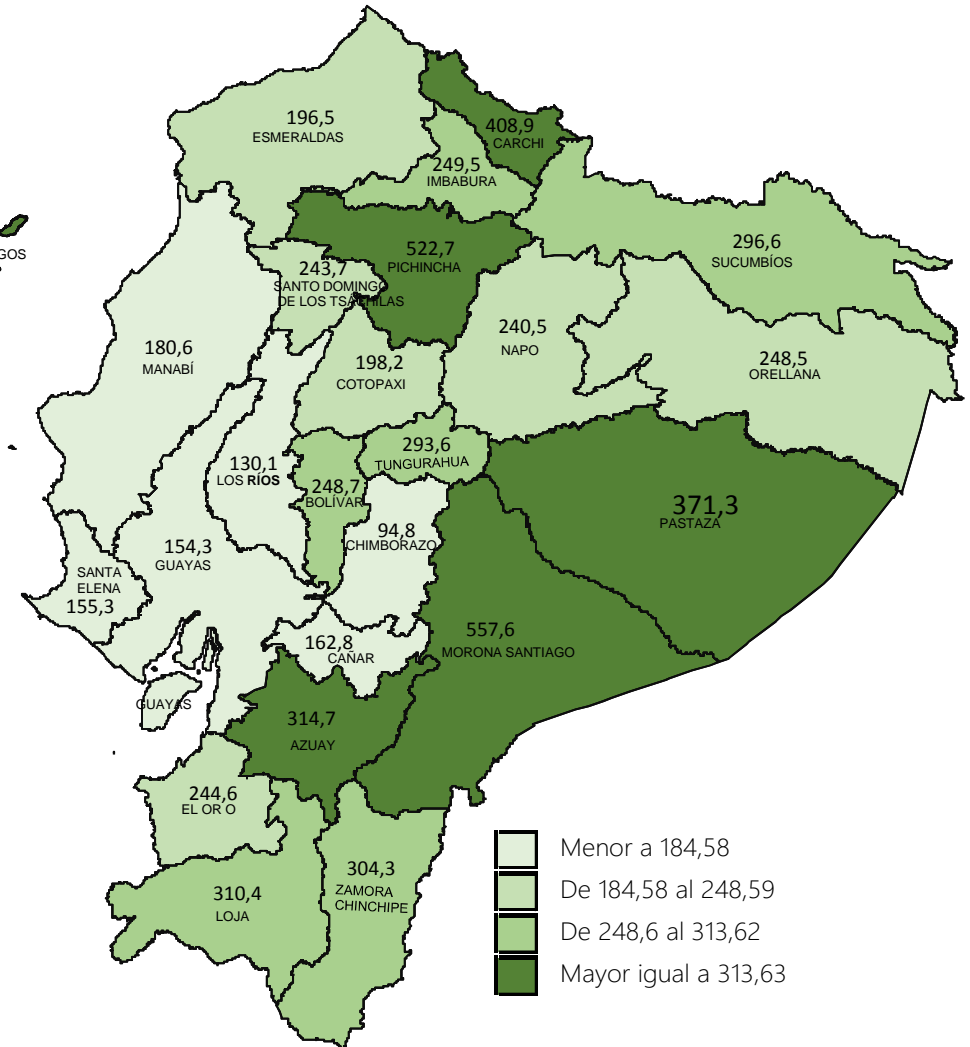 196,5
ESMERALDAS
408,9
CARCHI
249,5
IMBABURA
GOS
522,7
PICHINCHA
296,6
SUCUMBÍOS
243,7
SANTO DOMINGO
DE LOS TSÁCHILAS
240,5
NAPO
180,6
MANABÍ
198,2
COTOPAXI
248,5
ORELLANA
293,6
TUNGURAHUA
130,1
LOS RÍOS
248,7
BOLÍVAR
371,3
PASTAZA
94,8
CHIMBORAZO
154,3
GUAYAS
SANTA
ELENA
155,3
557,6
MORONA SANTIAGO
162,8
CAÑAR
GUAYAS
314,7
AZUAY
244,6
EL OR O
304,3
ZAMORA
CHINCHIPE
310,4
LOJA
Menor a 184,58
De 184,58 al 248,59
De 248,6 al 313,62
Mayor igual a 313,63